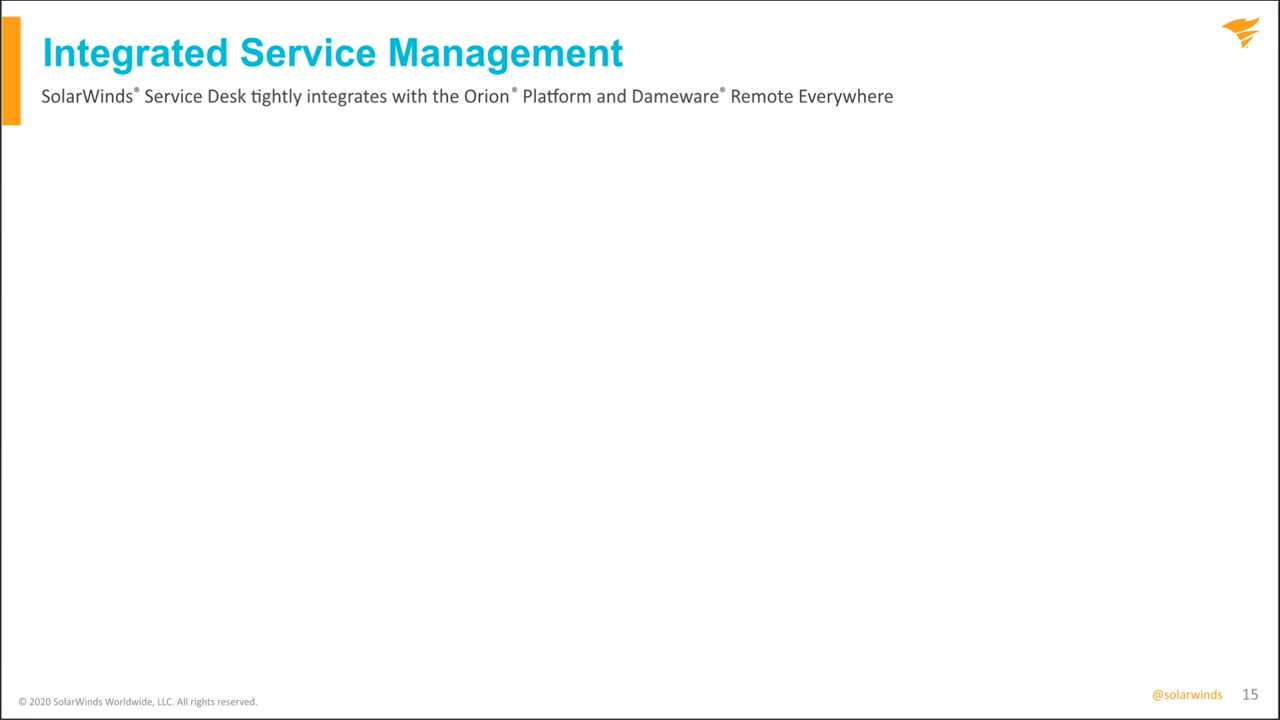 Integrated Service Management
SolarWinds® Service Desk tightly integrates with the Orion® Platform and Dameware® Remote Everywhere
© 2020 SolarWinds Worldwide, LLC. All rights reserved.
@solarwinds 15